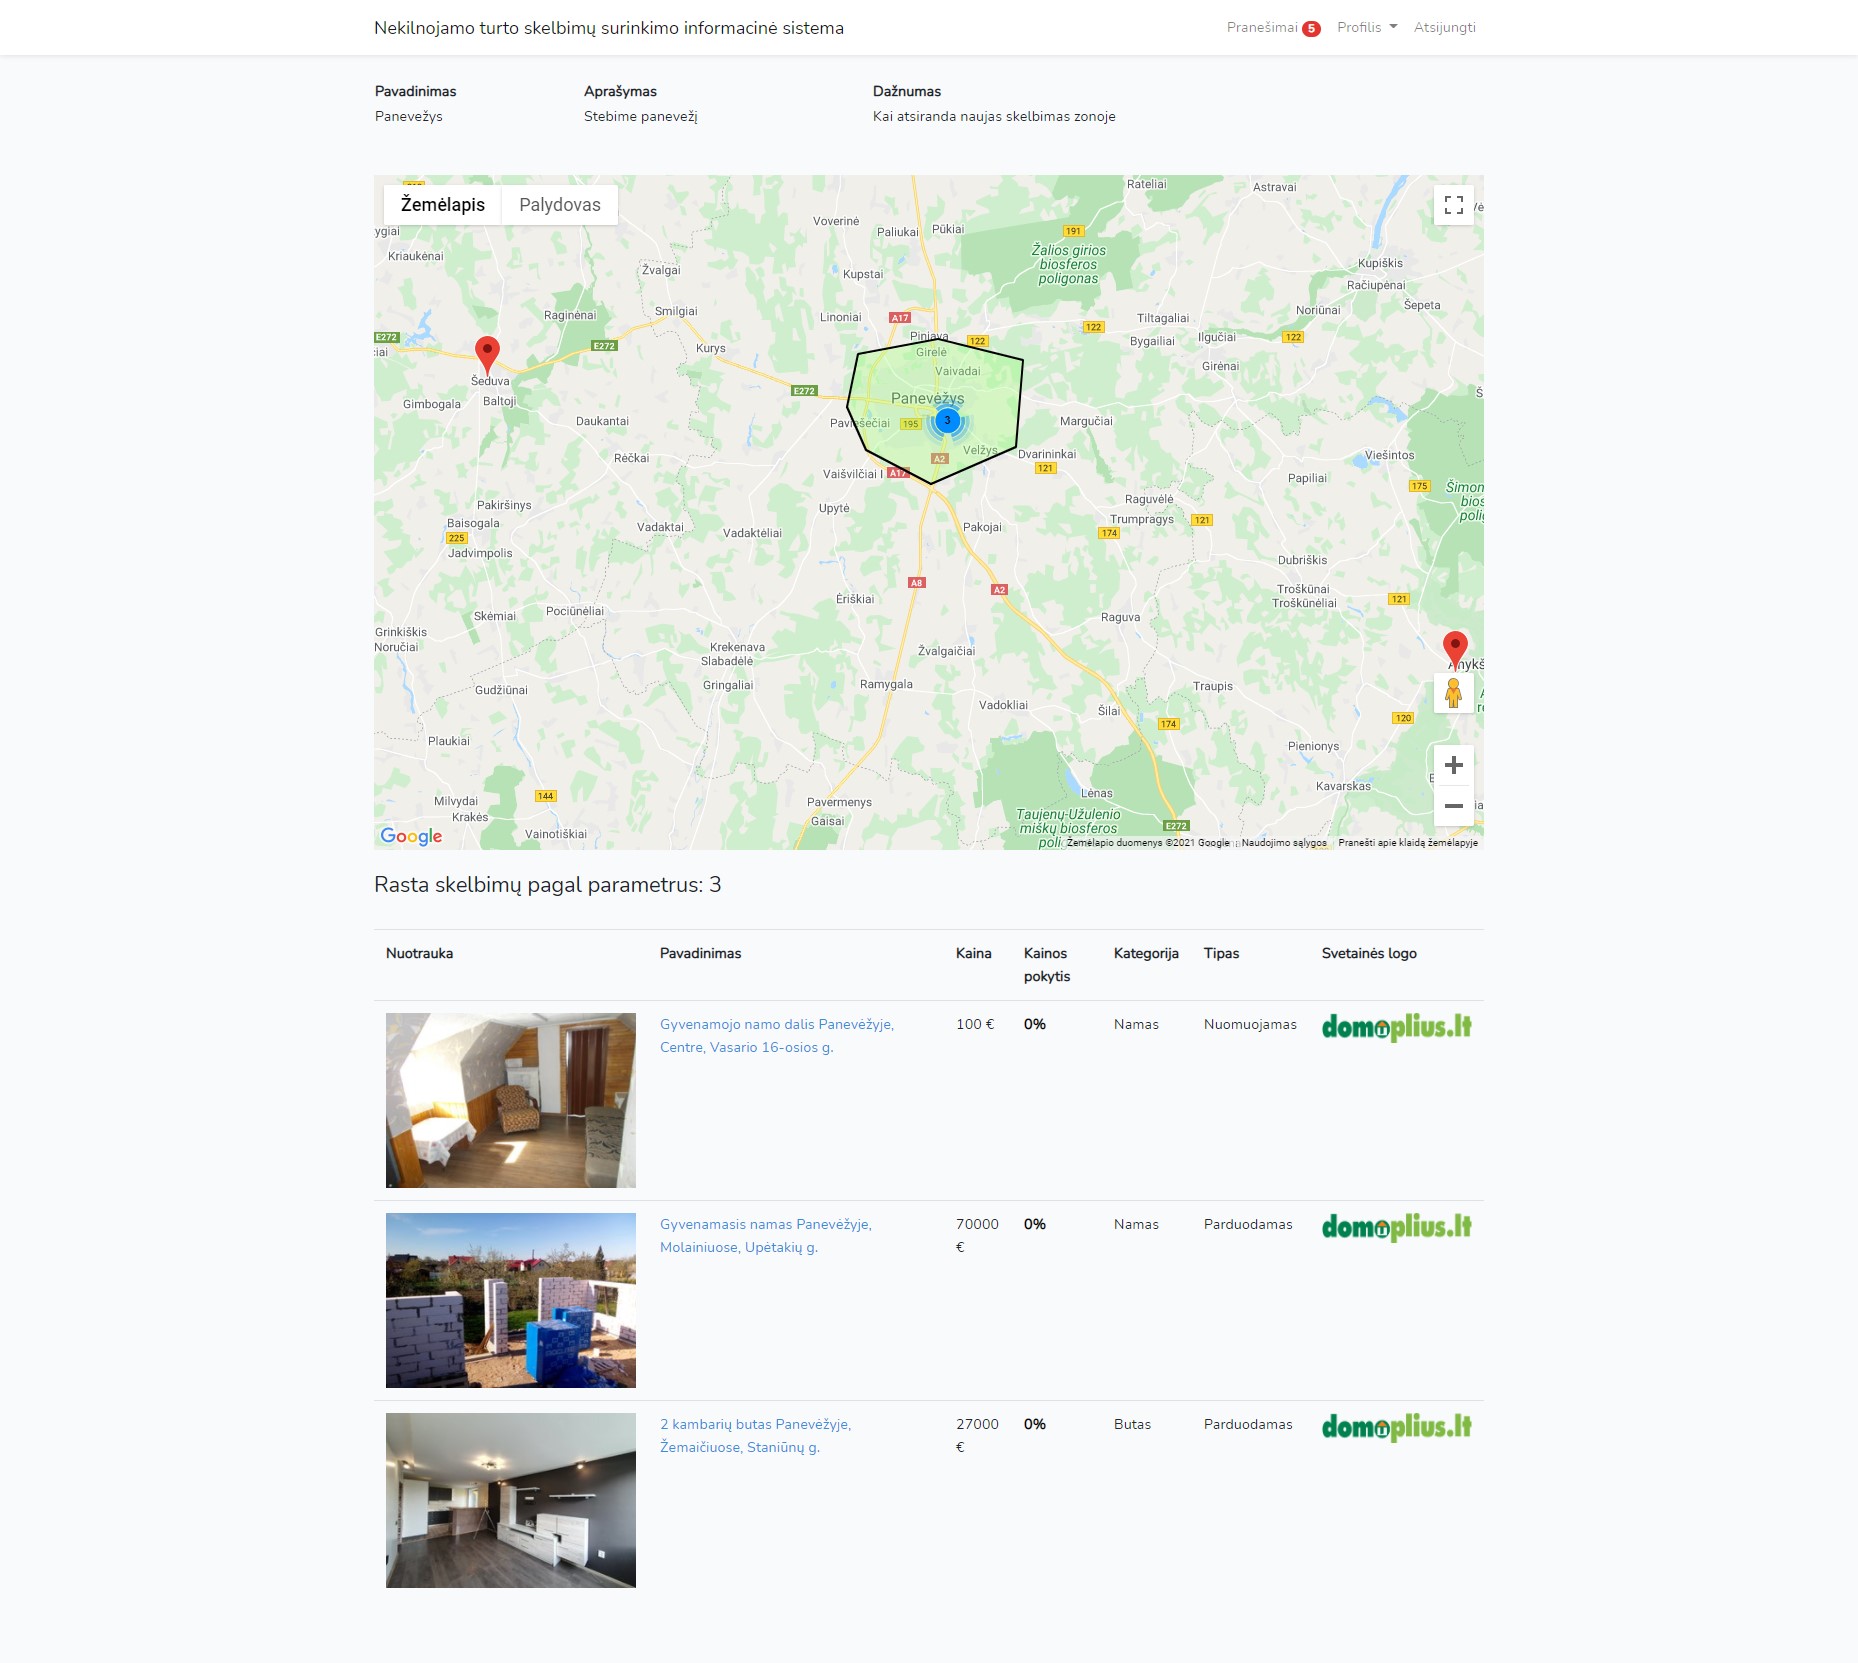 Nekilnojamo turto skelbimų surinkimo informacinė sistema
Pranešimai 5 Profilis Atsijungti
Pavadinimas Aprašymas Dažnumas
Panevežys Stebime panevežį Kai atsiranda naujas skelbimas zonoje
Žemėlapis Palydovas
Rateliai
Astravai
Voverinė
Paliukai
Pūkiai
191
ygiai
Kriaukėnai
Žvalgai
Kupstai
Žalios girios
biosferos
poligonas
Kupiškis
Račiupėnai
Šepeta
Raginėnai
Smilgiai
Linoniai
A17
Tiltagaliai
Noriūnai
122
E272
Piniava
122
Bygailiai
Ilgučiai
122
ciai
E272
Kurys
Girelė
Vaivadai
Girėnai
Šeduva
E272
Panevėžys
Gimbogala
Baltoji
Daukantai
195
3
Margučiai
Rėčkai
A2
Velžys
Dvarininkai
Viešintos
Vaišvilčiai I
A17
121
Papiliai
175
Pakiršinys
Upytė
Raguvėlė
Baisogala
Vadaktai
Vadaktėliai
Pakojai
Trumpragys
121
225
174
Jadvimpolis
Dubriškis
A8
A2
Troškūnai
Troškūnėliai
121
Ėriškiai
Skėmiai
Pociūnėliai
Raguva
Grinkiškis
Noručiai
Krekenava
Slabadėlė
Žvalgaičiai
Gringaliai
Ramygala
Gudžiūnai
Traupis
Vadokliai
Šilai
174
120
Plaukiai
Pienionys
Milvydai
144
Lėnas
Kavarskas
Krakės
Pavermenys
Gaisai
Vainotiškiai
Taujėnų-Užulėnio
miškų biosferos
E272
Google
Žemėlapio duomenys ©2021 Google Naudojimo sąlygos Pranešti apie klaidą žemėlapyje
Rasta skelbimų pagal parametrus: 3
Nuotrauka Pavadinimas Kaina Kainos Kategorija Tipas Svetainės logo
pokytis
Gyvenamojo namo dalis Panevėžyje, 100 € 0% Namas Nuomuojamas domoplius.lt
Centre, Vasario 16-osios g.
Gyvenamasis namas Panevėžyje, 70000 0% Namas Parduodamas domoplius.lt
Molainiuose, Upėtakių g. €
2 kambarių butas Panevėžyje, 27000 0% Butas Parduodamas domoplius.lt
Žemaičiuose, Staniūnų g. €